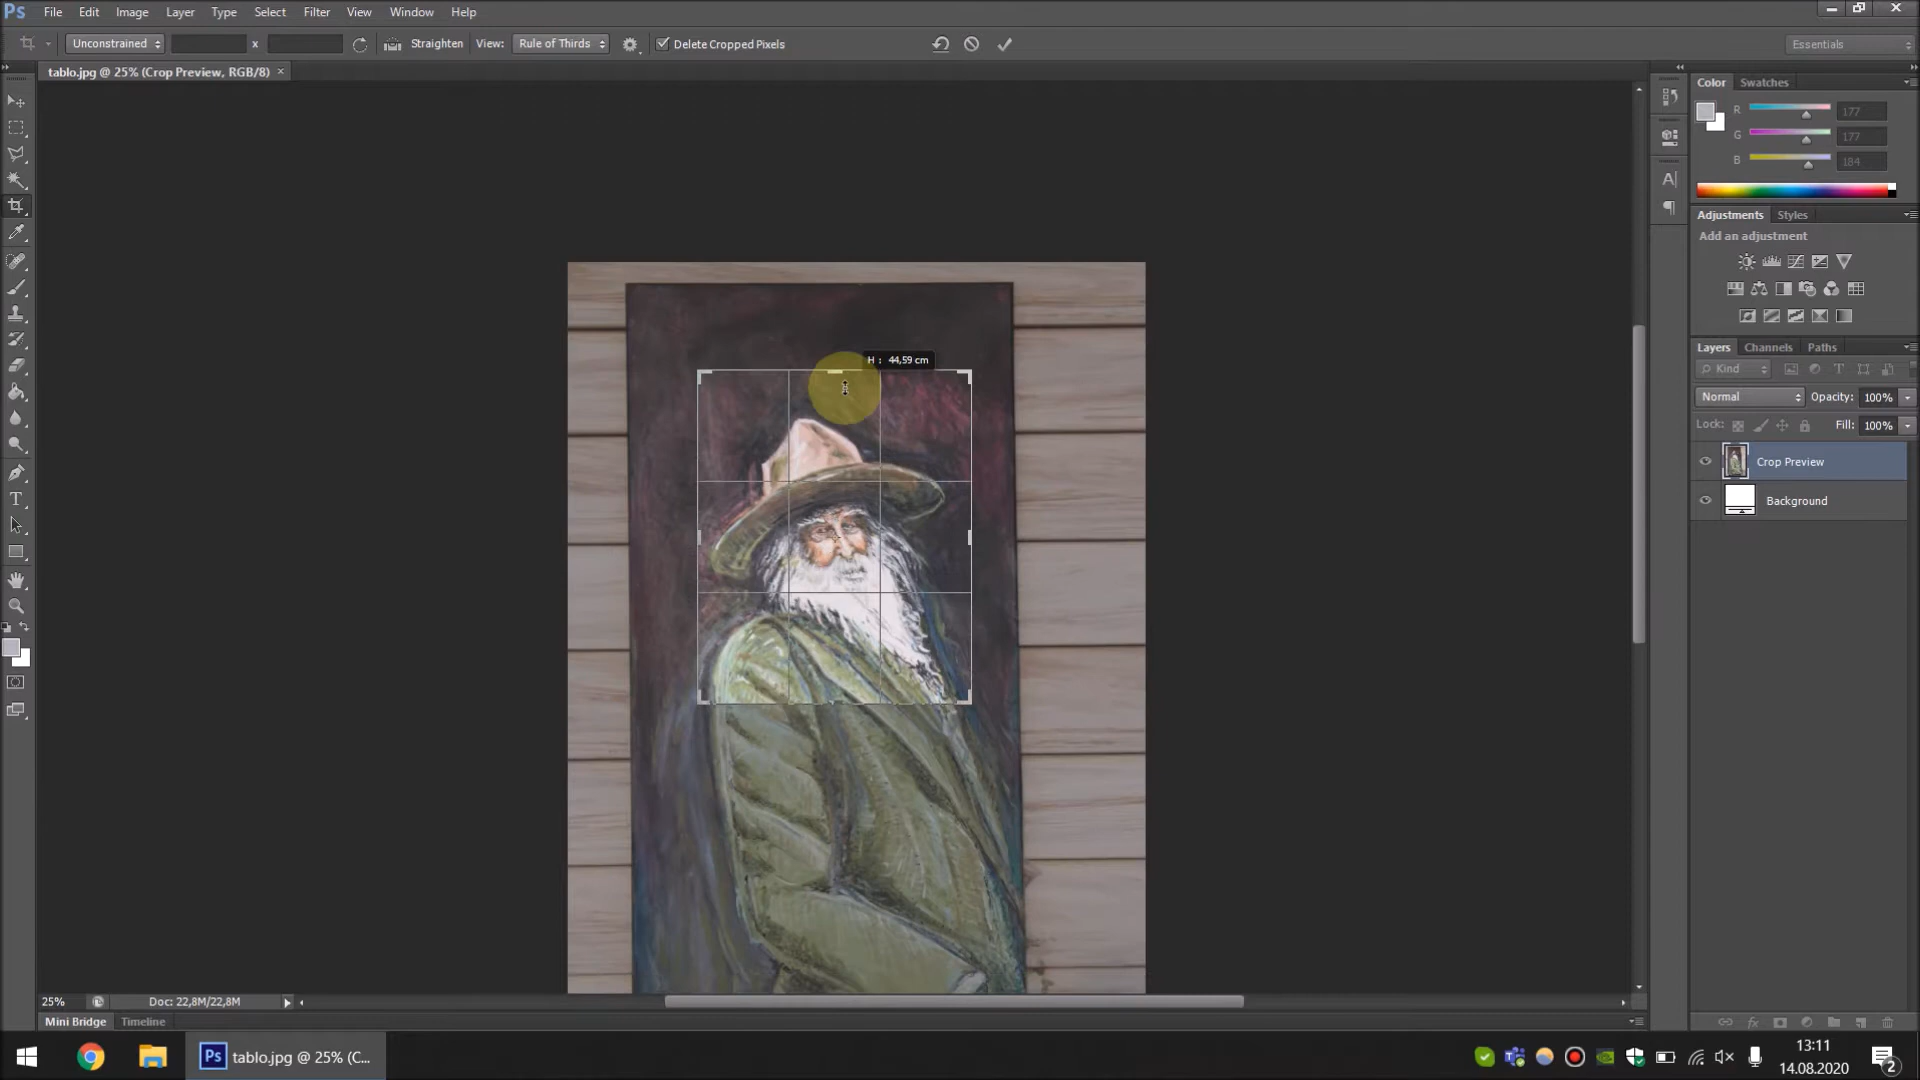 Ps File Edit Image Layer Type Select Filter View Window Help
Unconstrained x Straighten View: Rule of Thirds Delete Cropped Pixels Essentials
tablo.jpg @ 25% (Crop Preview, RGB/8) ×
Color Swatches
R 177
G 177
B 184
Adjustments Styles
Add an adjustment
Layers Channels Paths
Kind
Normal Opacity: 100%
Lock: Fill: 100%
Crop Preview
Background
H : 44,59 cm
25% Doc: 22,8M/22,8M
Mini Bridge Timeline
Ps tablo.jpg @ 25% (C...
13:11
14.08.2020
2